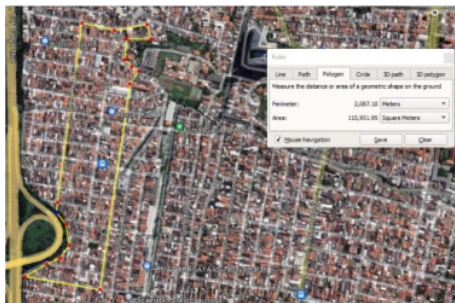 Ruler
Line Path Polygon Circle 3D path 3D polygon
Measure the distance or area of a geometric shape on the ground
Perimeter: 2,087.10 Meters
Area: 115,951.95 Square Meters
Mouse Navigation Save Clear